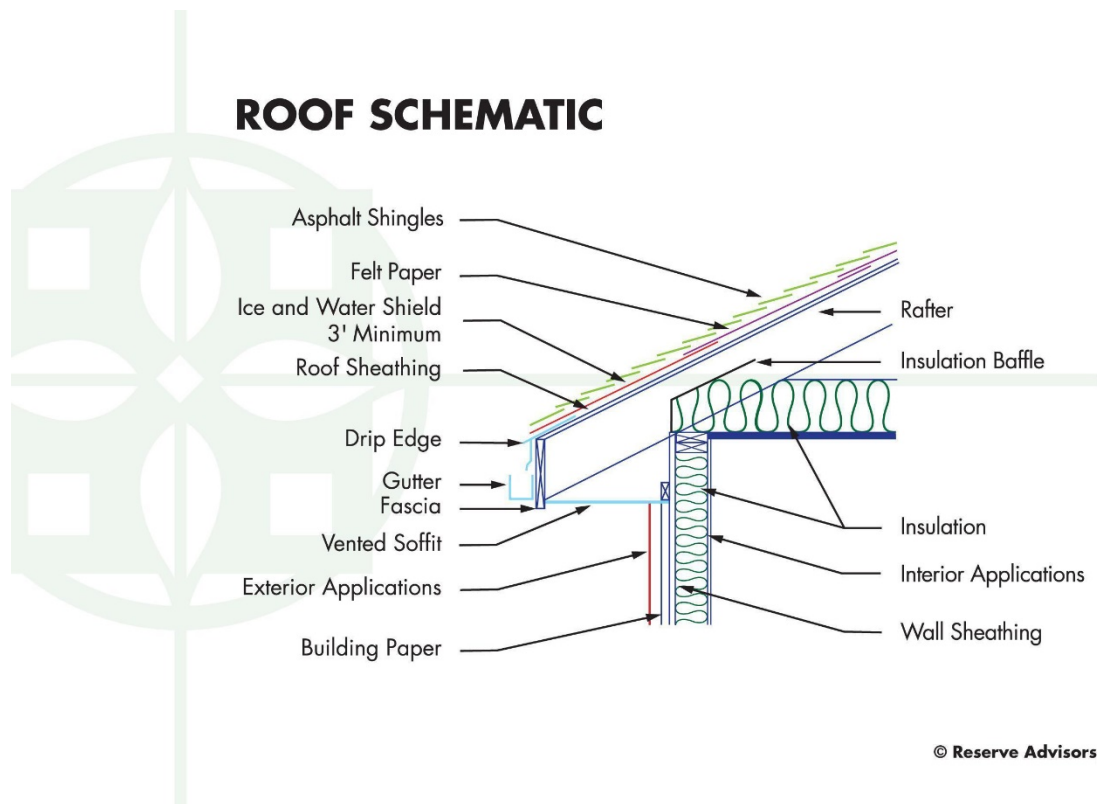 ROOF SCHEMATIC
Asphalt Shingles
Felt Paper
Ice and Water Shield
3' Minimum
Roof Sheathing
Drip Edge
Gutter
Fascia
Vented Soffit
Exterior Applications
Building Paper
Rafter
Insulation Baffle
Insulation
Interior Applications
Wall Sheathing
© Reserve Advisors